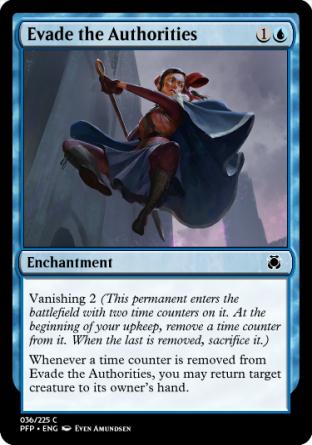 Evade the Authorities 1
Enchantment
Vanishing 2 (This permanent enters the
battlefield with two time counters on it. At the
beginning of your upkeep, remove a time counter
from it. When the last is removed, sacrifice it.)
Whenever a time counter is removed from
Evade the Authorities, you may return target
creature to its owner's hand.
036/225 C
PFP • ENG Even Amundsen